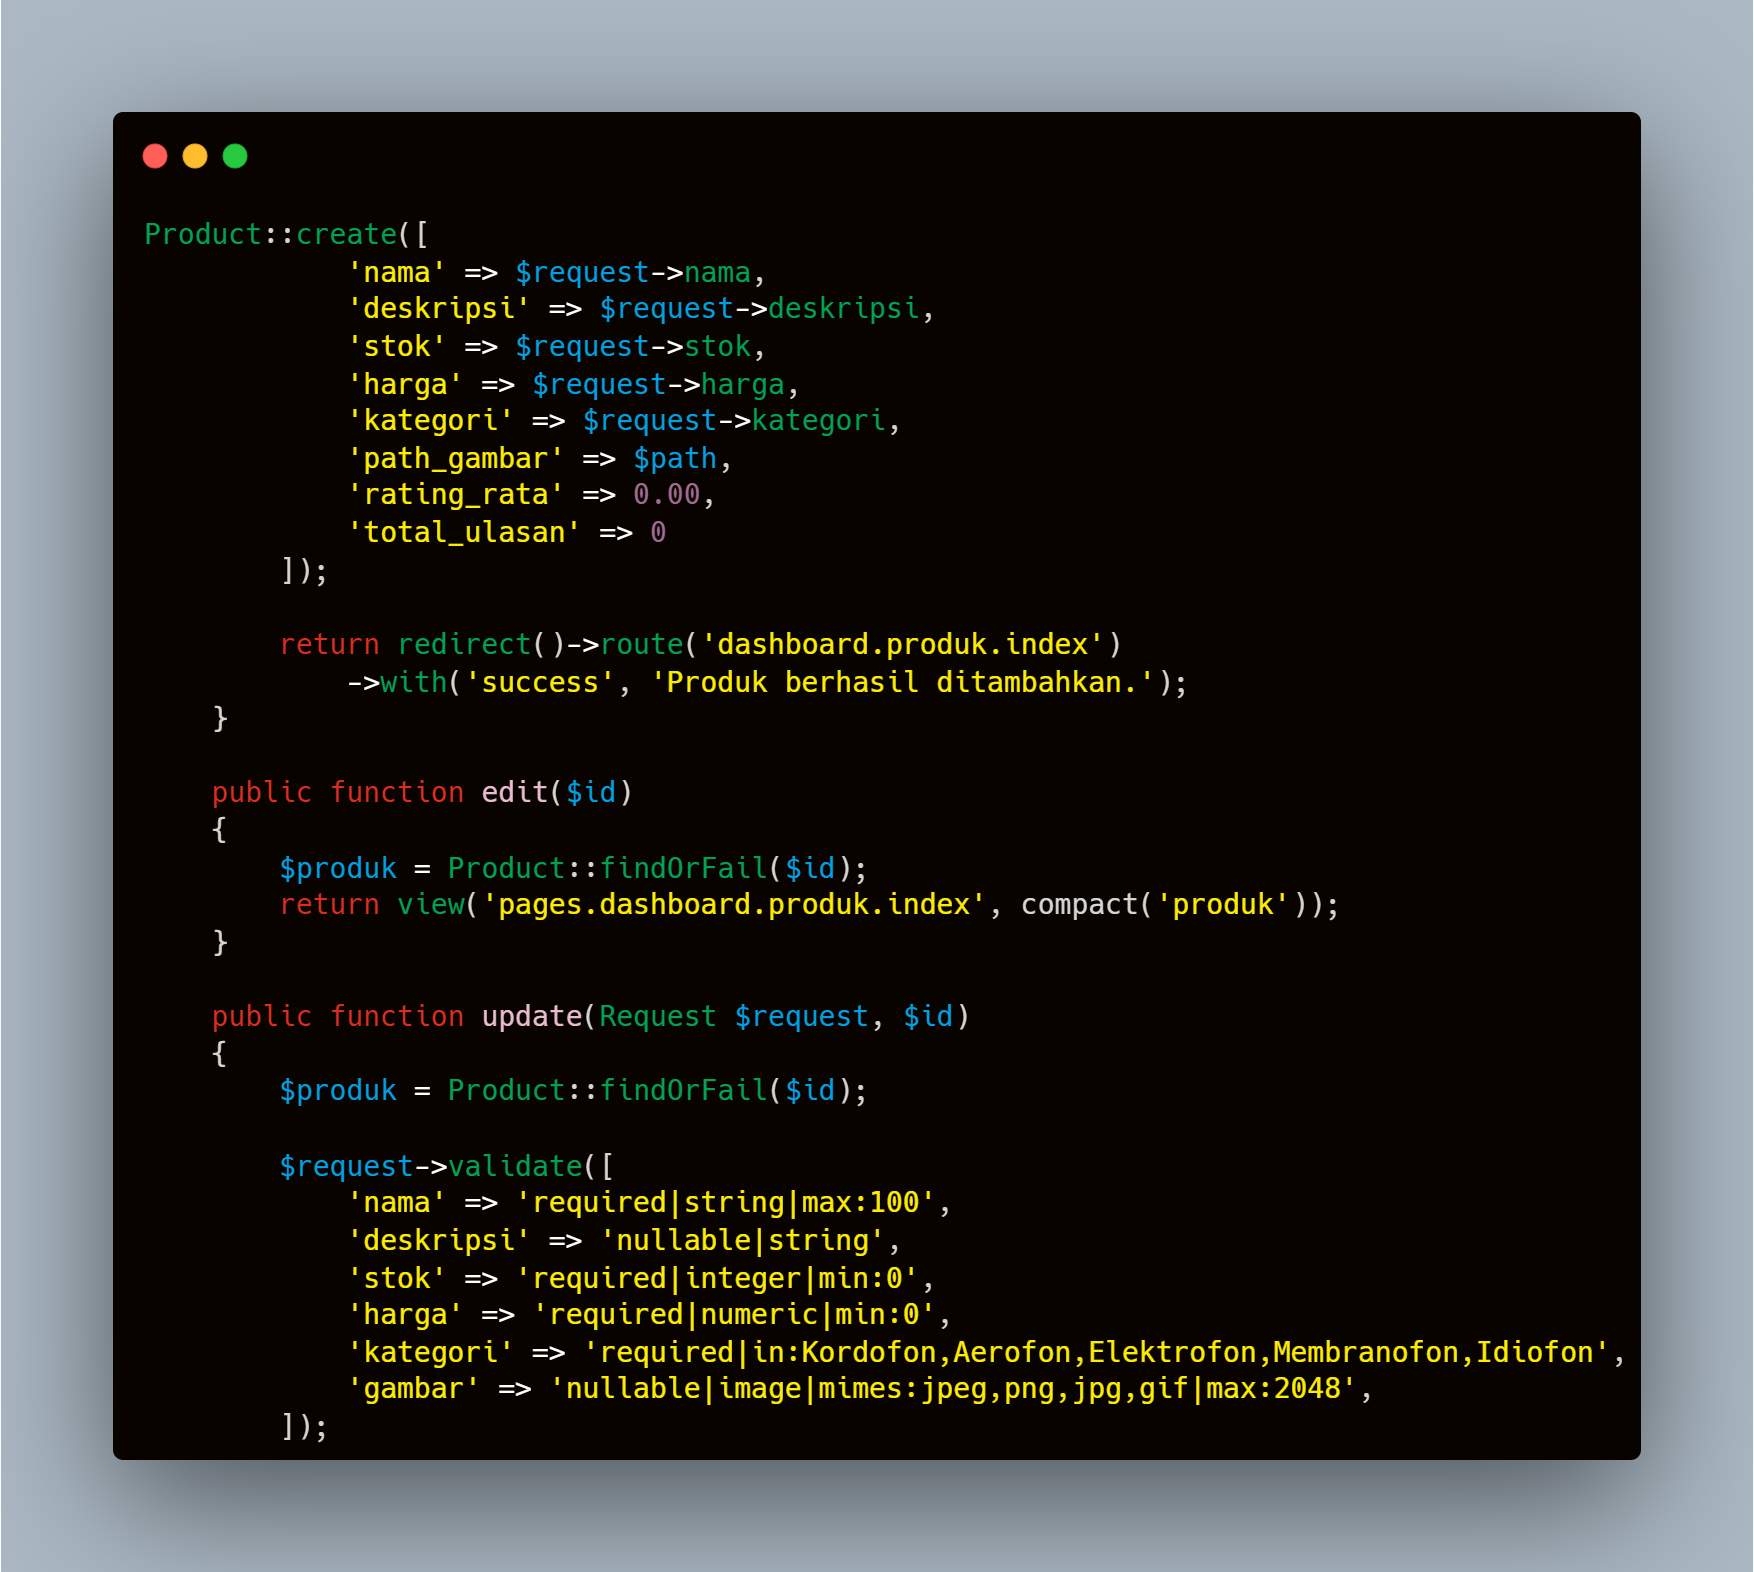 Product::create([
            'nama' => $request->nama,
            'deskripsi' => $request->deskripsi,
            'stok' => $request->stok,
            'harga' => $request->harga,
            'kategori' => $request->kategori,
            'path_gambar' => $path,
            'rating_rata' => 0.00,
            'total_ulasan' => 0
        ]);

        return redirect()->route('dashboard.produk.index')
            ->with('success', 'Produk berhasil ditambahkan.');
    }

    public function edit($id)
    {
        $produk = Product::findOrFail($id);
        return view('pages.dashboard.produk.index', compact('produk'));
    }

    public function update(Request $request, $id)
    {
        $produk = Product::findOrFail($id);

        $request->validate([
            'nama' => 'required|string|max:100',
            'deskripsi' => 'nullable|string',
            'stok' => 'required|integer|min:0',
            'harga' => 'required|numeric|min:0',
            'kategori' => 'required|in:Kordofon,Aerofon,Elektrofon,Membranofon,Idiofon',
            'gambar' => 'nullable|image|mimes:jpeg,png,jpg,gif|max:2048',
        ]);